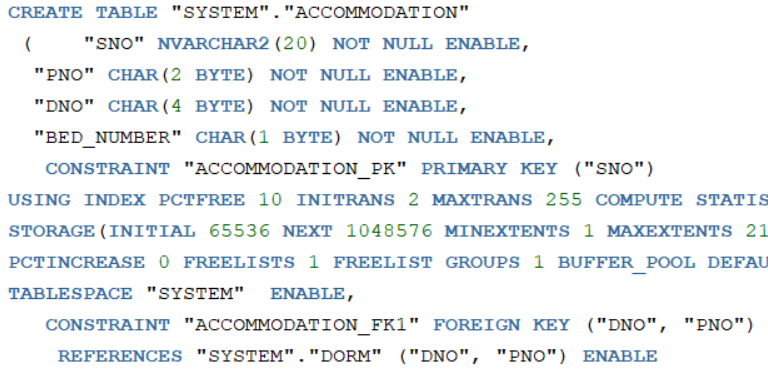 CREATE TABLE "SYSTEM"."ACCOMMODATION"
( "SNO" NVARCHAR2(20) NOT NULL ENABLE,
"PNO" CHAR(2 BYTE) NOT NULL ENABLE,
"DNO" CHAR(4 BYTE) NOT NULL ENABLE,
"BED_NUMBER" CHAR(1 BYTE) NOT NULL ENABLE,
CONSTRAINT "ACCOMMODATION_PK" PRIMARY KEY ("SNO")
USING INDEX PCTFREE 10 INITRANS 2 MAXTRANS 255 COMPUTE STATIS
STORAGE(INITIAL 65536 NEXT 1048576 MINEXTENTS 1 MAXEXTENTS 21
PCTINCREASE 0 FREELISTS 1 FREELIST GROUPS 1 BUFFER_POOL DEFAU
TABLESPACE "SYSTEM" ENABLE,
CONSTRAINT "ACCOMMODATION_FK1" FOREIGN KEY ("DNO", "PNO")
REFERENCES "SYSTEM"."DORM" ("DNO", "PNO") ENABLE